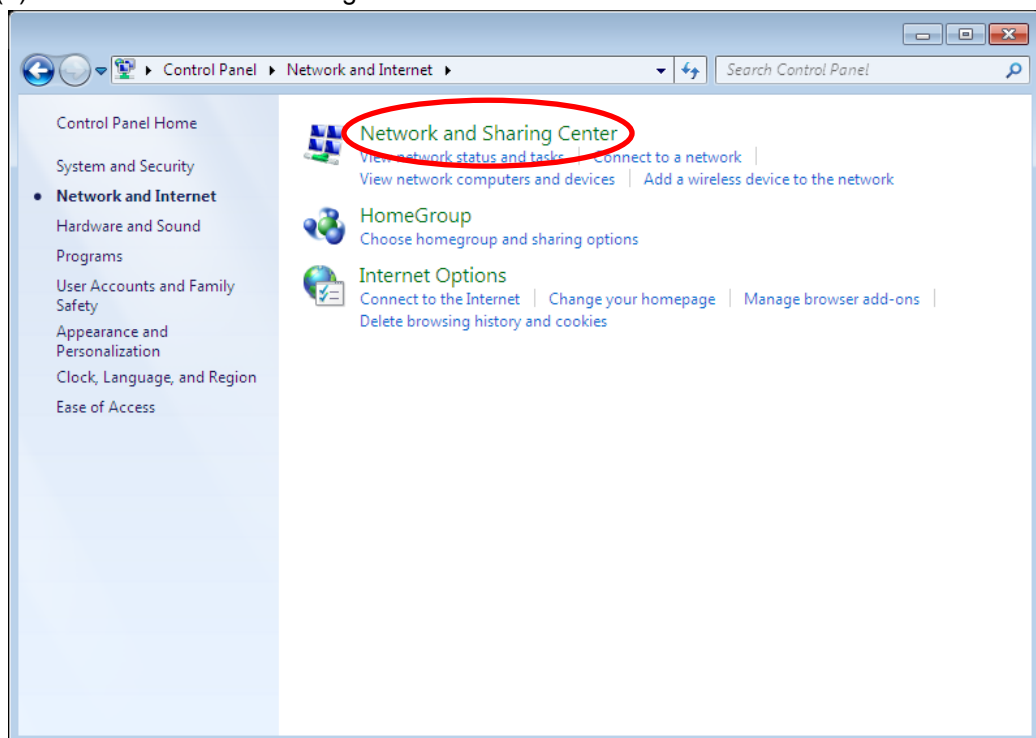 Control Panel ▸ Network and Internet ▸
Search Control Panel
Control Panel Home
System and Security
• Network and Internet
Hardware and Sound
Programs
User Accounts and Family
Safety
Appearance and
Personalization
Clock, Language, and Region
Ease of Access
Network and Sharing Center
View network status and tasks | Connect to a network |
View network computers and devices | Add a wireless device to the network
HomeGroup
Choose homegroup and sharing options
Internet Options
Connect to the Internet | Change your homepage | Manage browser add-ons |
Delete browsing history and cookies